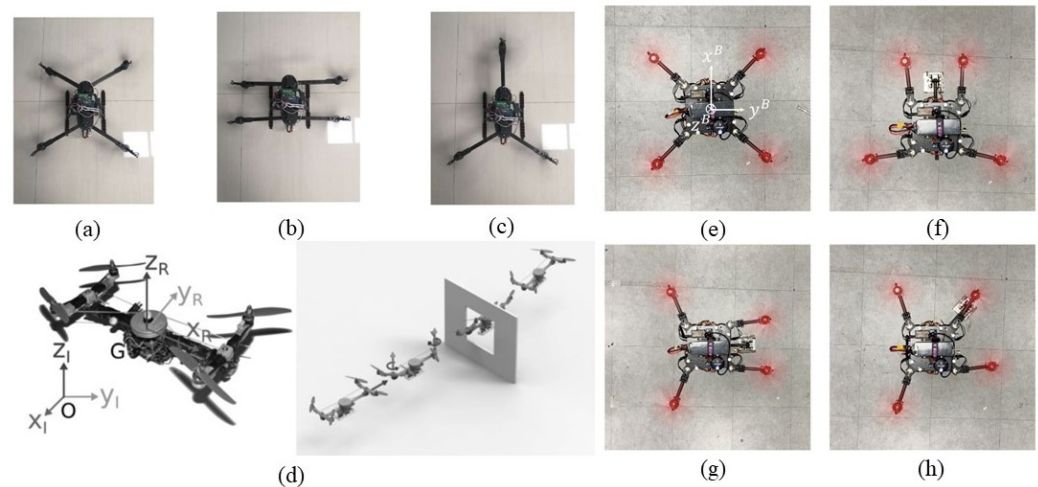 (a)
(b)
(c)
x^B
y^B
z^B
(e)
(f)
z_R
y_R
x_R
G
z_I
O
y_I
x_I
(d)
(g)
(h)